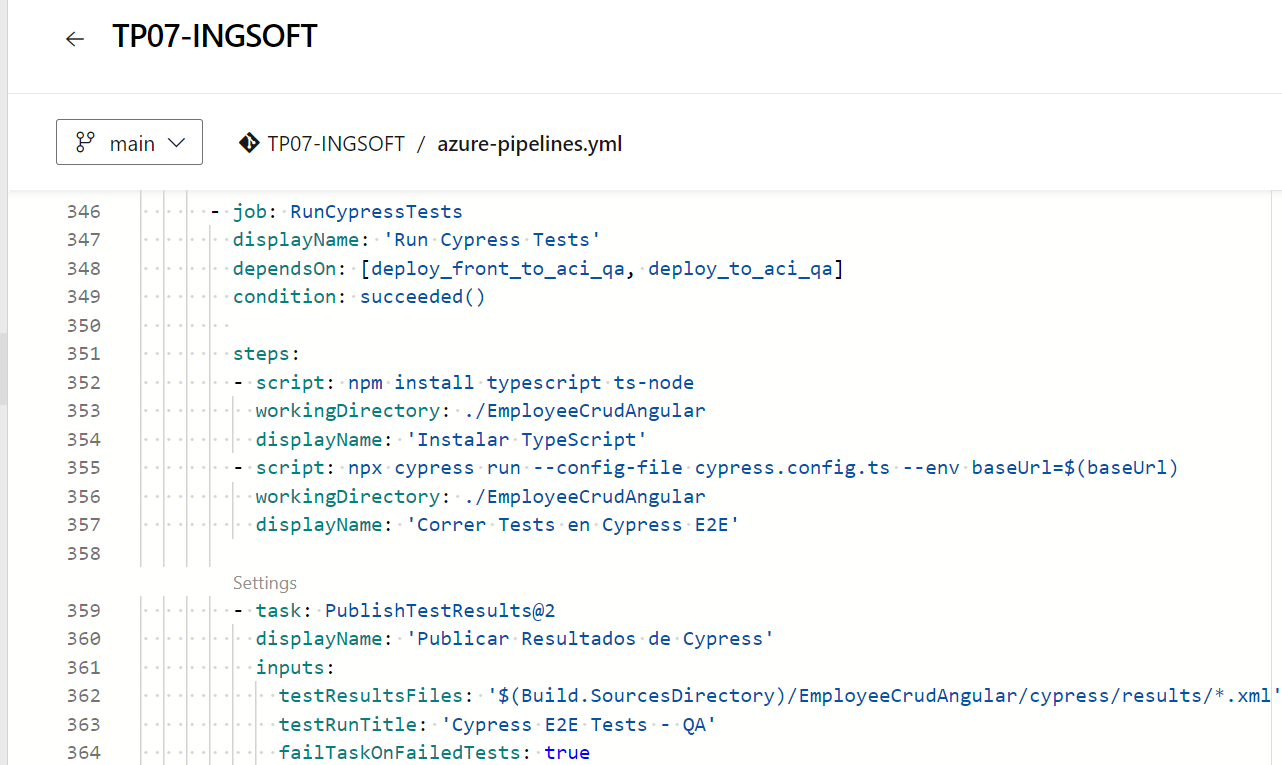 TP07-INGSOFT
main TP07-INGSOFT / azure-pipelines.yml
346 - job: RunCypressTests
347 displayName: 'Run Cypress Tests'
348 dependsOn: [deploy_front_to_aci_qa, deploy_to_aci_qa]
349 condition: succeeded()
350
351 steps:
352 - script: npm install typescript ts-node
353 workingDirectory: ./EmployeeCrudAngular
354 displayName: 'Instalar TypeScript'
355 - script: npx cypress run --config-file cypress.config.ts --env baseUrl=$(baseUrl)
356 workingDirectory: ./EmployeeCrudAngular
357 displayName: 'Correr Tests en Cypress E2E'
358
Settings
359 - task: PublishTestResults@2
360 displayName: 'Publicar Resultados de Cypress'
361 inputs:
362 testResultsFiles: '$(Build.SourcesDirectory)/EmployeeCrudAngular/cypress/results/*.xml'
363 testRunTitle: 'Cypress E2E Tests - QA'
364 failTaskOnFailedTests: true